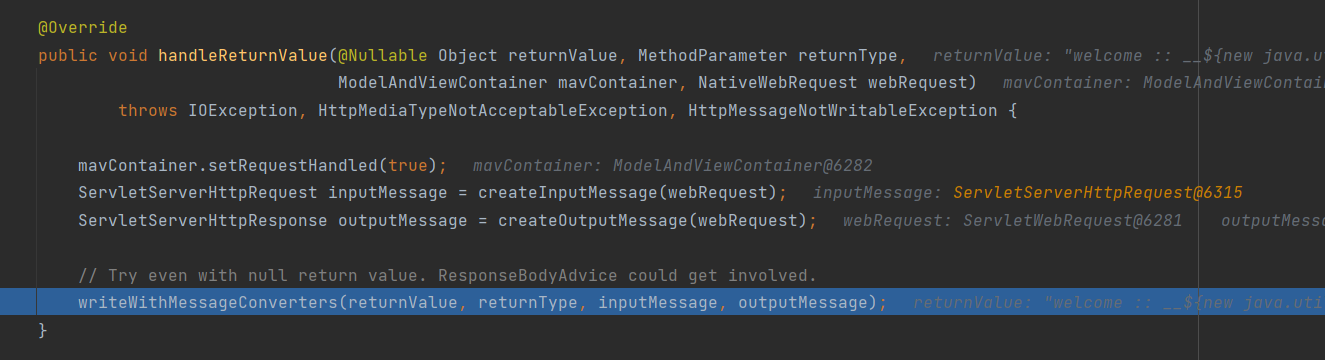 @Override
public void handleReturnValue(@Nullable Object returnValue, MethodParameter returnType,   returnValue: "welcome :: __${new java.ut
ModelAndViewContainer mavContainer, NativeWebRequest webRequest)   mavContainer: ModelAndViewContain
throws IOException, HttpMediaTypeNotAcceptableException, HttpMessageNotWritableException {
mavContainer.setRequestHandled(true);   mavContainer: ModelAndViewContainer@6282
ServletServerHttpRequest inputMessage = createInputMessage(webRequest);   inputMessage: ServletServerHttpRequest@6315
ServletServerHttpResponse outputMessage = createOutputMessage(webRequest);   webRequest: ServletWebRequest@6281   outputMessa
// Try even with null return value. ResponseBodyAdvice could get involved.
writeWithMessageConverters(returnValue, returnType, inputMessage, outputMessage);   returnValue: "welcome :: __${new java.uti
}